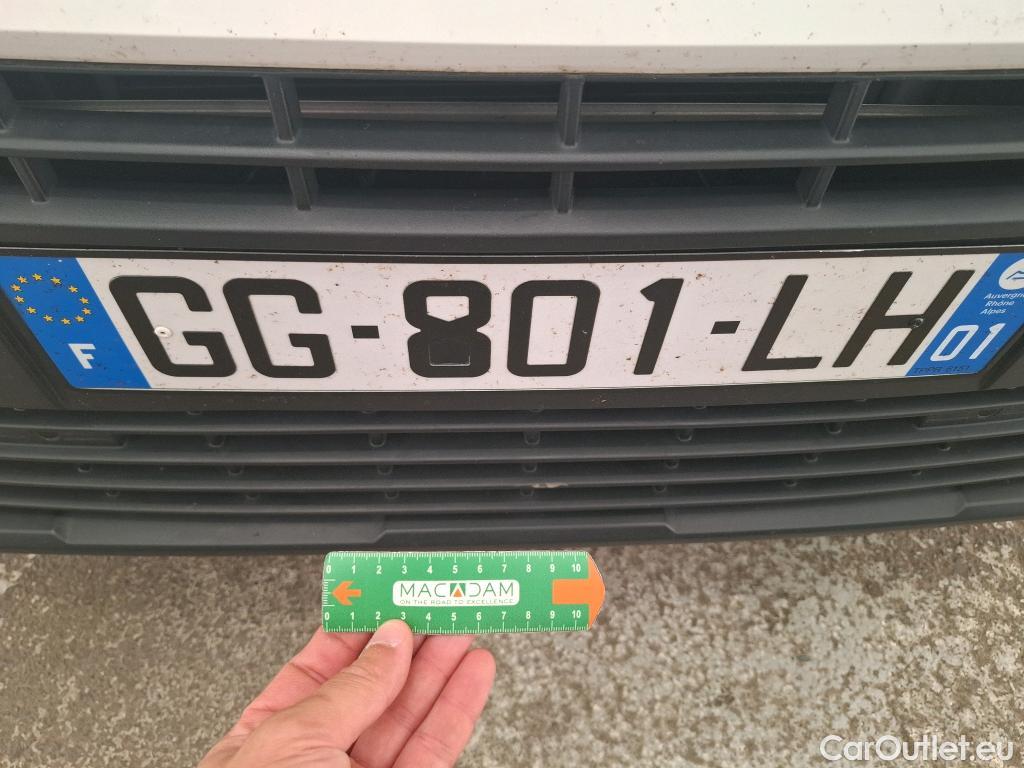 F
GG-801-LH
Auvergne
Rhône
Alpes
01
0 1 2 3 4 5 6 7 8 9 10
MACADAM
ON THE ROAD TO EXCELLENCE
0 1 2 3 4 5 6 7 8 9 10
CarOutlet.eu